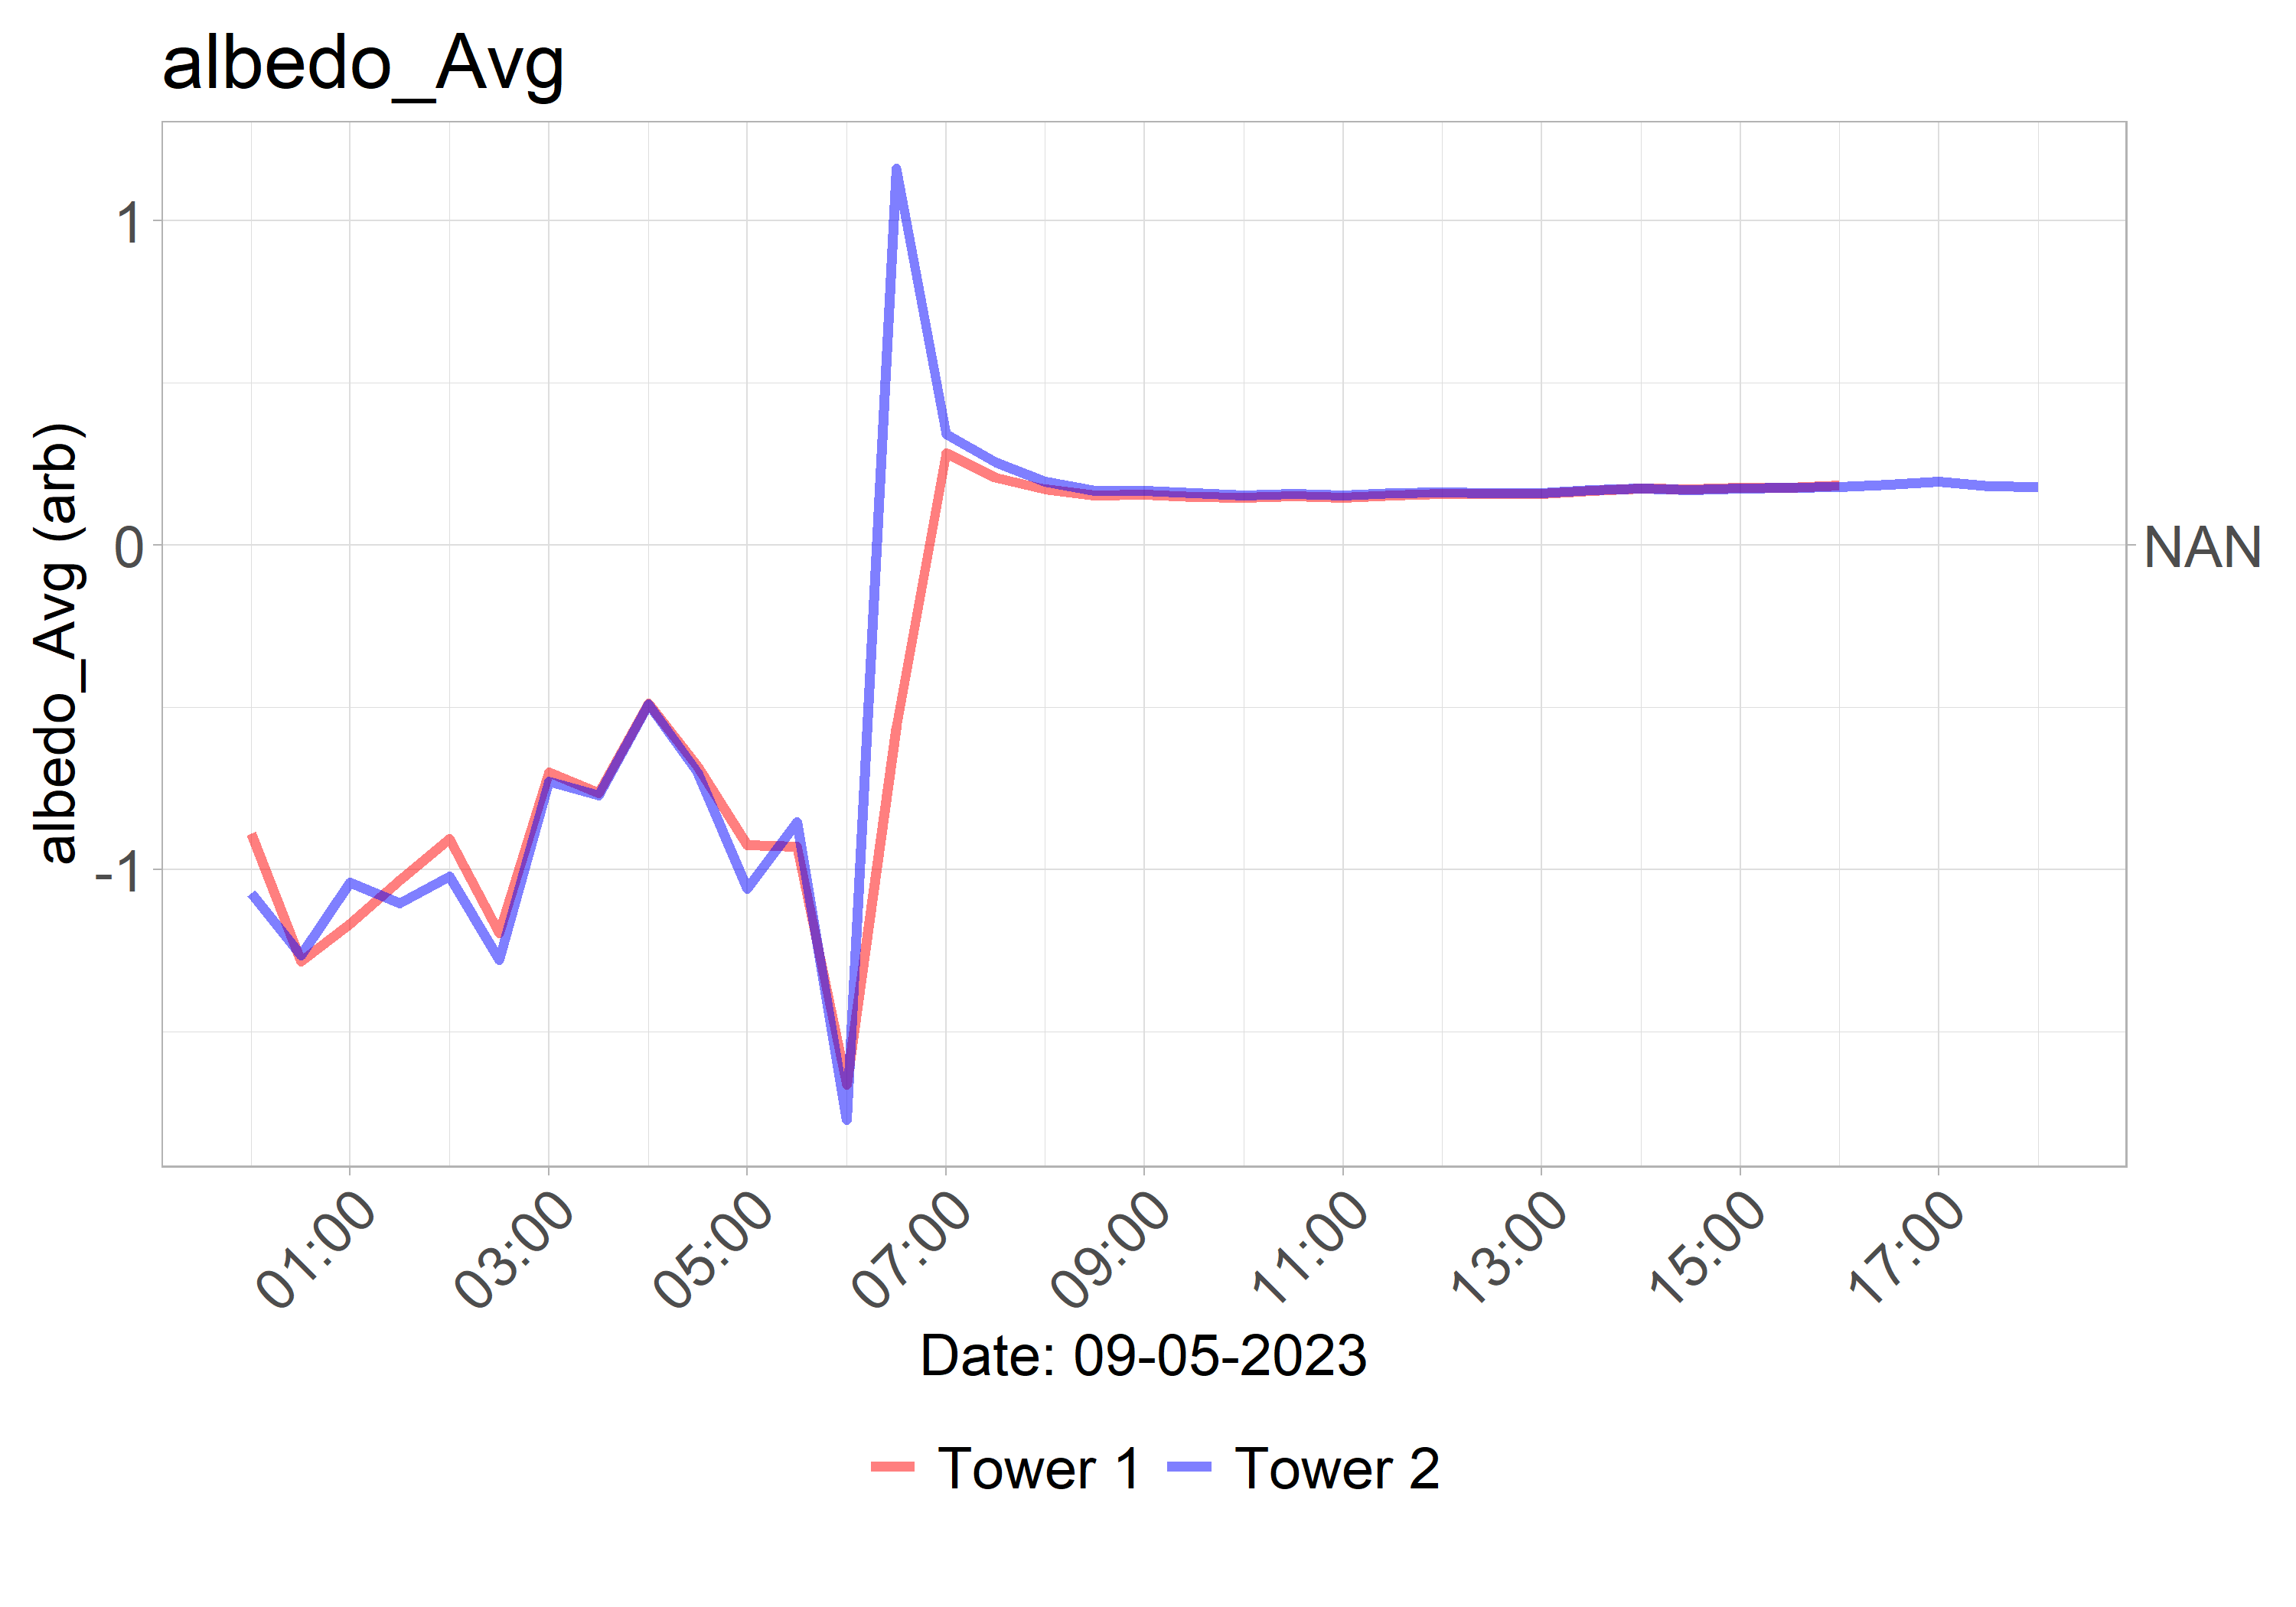 albedo_Avg
albedo_Avg (arb)
1
0
-1
NAN
01:00 03:00 05:00 07:00 09:00 11:00 13:00 15:00 17:00
Date: 09-05-2023
Tower 1 Tower 2